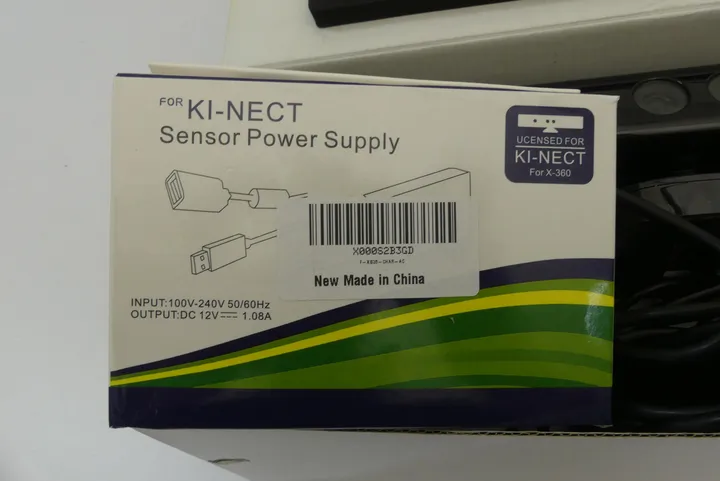 FOR KI-NECT
Sensor Power Supply
UCENSED FOR
KI-NECT
For X-360
X000S2B3GD
New Made in China
INPUT:100V-240V 50/60Hz
OUTPUT:DC 12V⎓ 1.08A